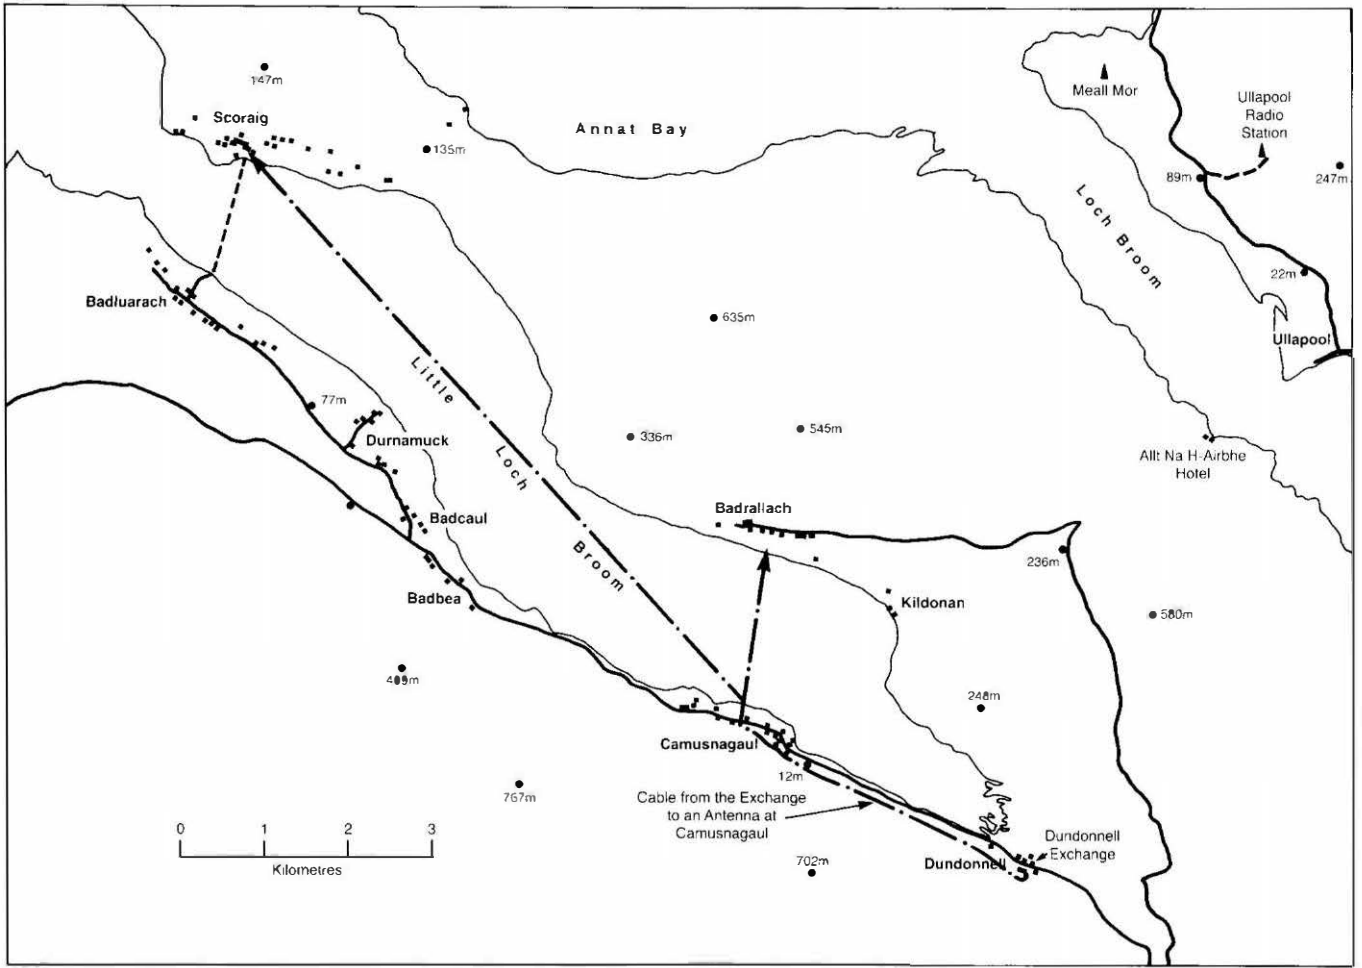 147m
Scoraig
135m
Annat Bay
Meall Mor
Ullapool
Radio
Station
89m
247m
Loch Broom
22m
Badluarach
635m
Ullapool
Little
77m
Durnamuck
336m
545m
Loch
Allt Na H-Airbhe
Hotel
Badrallach
Badcaul
Broom
236m
Badbea
Kildonan
580m
409m
248m
Camusnagaul
12m
767m
Cable from the Exchange
to an Antenna at
Camusnagaul
0 1 2 3
Kilometres
Dundonnell
Exchange
702m
Dundonnell